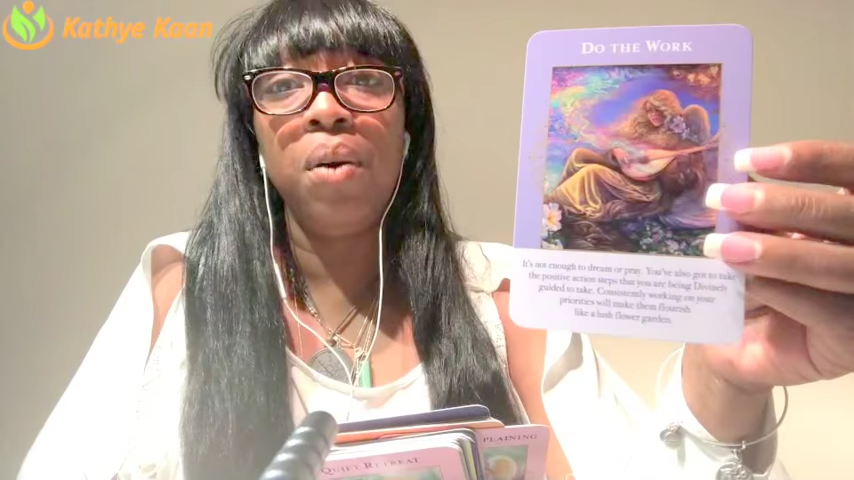 Kathye Kaan
DO THE WORK
It's not enough to dream or pray. You've also got to take
the positive action steps that you are being Divinely
guided to take. Consistently working on your
priorities will make them flourish
like a lush flower garden.
QUIET RETREAT
PLAINING